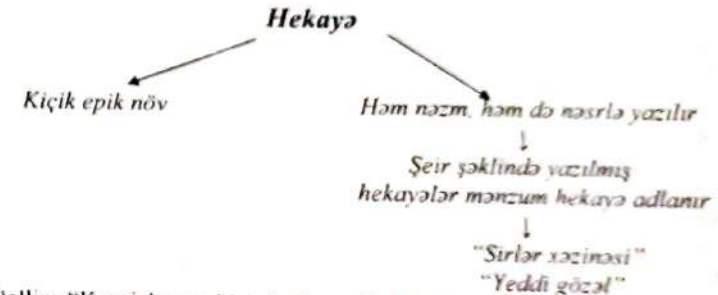 Hekayə
Kiçik epik növ
Həm nəzm, həm də nəsrlə yazılır
Şeir şəklində yazılmış
hekayələr mənzum hekayə adlanır
"Sirlər xəzinəsi"
"Yeddi gözəl"